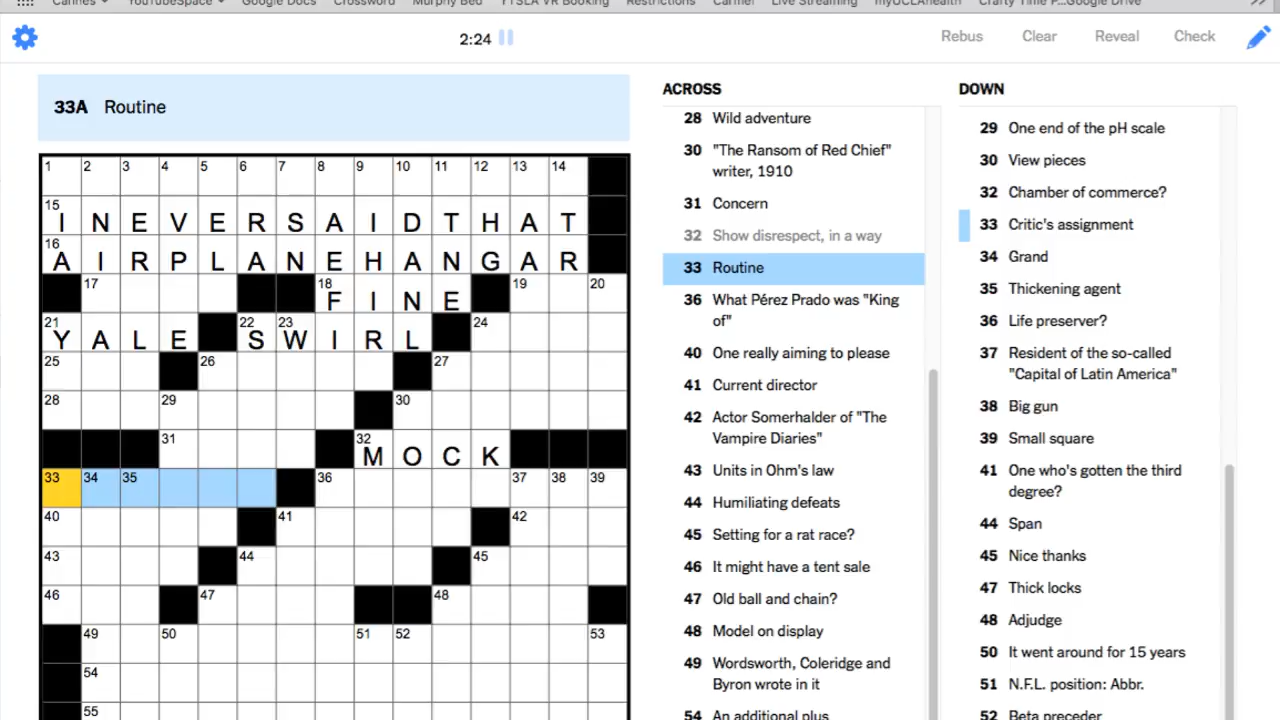 Cannes
YouTubeSpace
Google Docs
Crossword
Murphy Bed
YTSLA VR Booking
Restrictions
Carmel
Live Streaming
myUCLAhealth
Crafty Time P...Google Drive
2:24
Rebus
Clear
Reveal
Check
33A Routine
1 2 3 4 5 6 7 8 9 10 11 12 13 14
15
I N E V E R S A I D T H A T
16
A I R P L A N E H A N G A R
17 18 19 20
F I N E
21 22 23 24
Y A L E S W I R L
25 26 27
28 29 30
31 32
M O C K
33 34 35 36 37 38 39
40 41 42
43 44 45
46 47 48
49 50 51 52 53
54
55
ACROSS
28 Wild adventure
30 "The Ransom of Red Chief"
writer, 1910
31 Concern
32 Show disrespect, in a way
33 Routine
36 What Pérez Prado was "King
of"
40 One really aiming to please
41 Current director
42 Actor Somerhalder of "The
Vampire Diaries"
43 Units in Ohm's law
44 Humiliating defeats
45 Setting for a rat race?
46 It might have a tent sale
47 Old ball and chain?
48 Model on display
49 Wordsworth, Coleridge and
Byron wrote in it
54 An additional plus
DOWN
29 One end of the pH scale
30 View pieces
32 Chamber of commerce?
33 Critic's assignment
34 Grand
35 Thickening agent
36 Life preserver?
37 Resident of the so-called
"Capital of Latin America"
38 Big gun
39 Small square
41 One who's gotten the third
degree?
44 Span
45 Nice thanks
47 Thick locks
48 Adjudge
50 It went around for 15 years
51 N.F.L. position: Abbr.
52 Beta preceder